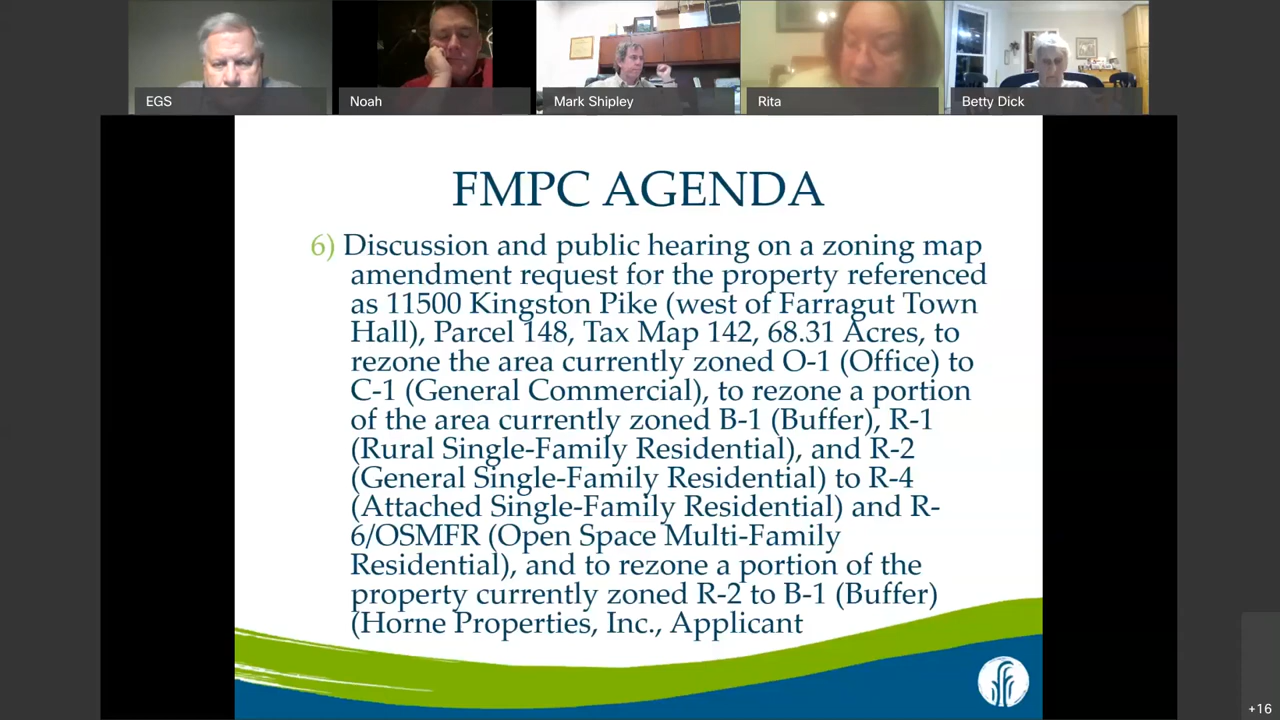 EGS
Noah
Mark Shipley
Rita
Betty Dick
FMPC AGENDA
6) Discussion and public hearing on a zoning map
amendment request for the property referenced
as 11500 Kingston Pike (west of Farragut Town
Hall), Parcel 148, Tax Map 142, 68.31 Acres, to
rezone the area currently zoned O-1 (Office) to
C-1 (General Commercial), to rezone a portion
of the area currently zoned B-1 (Buffer), R-1
(Rural Single-Family Residential), and R-2
(General Single-Family Residential) to R-4
(Attached Single-Family Residential) and R-
6/OSMFR (Open Space Multi-Family
Residential), and to rezone a portion of the
property currently zoned R-2 to B-1 (Buffer)
(Horne Properties, Inc., Applicant
+16